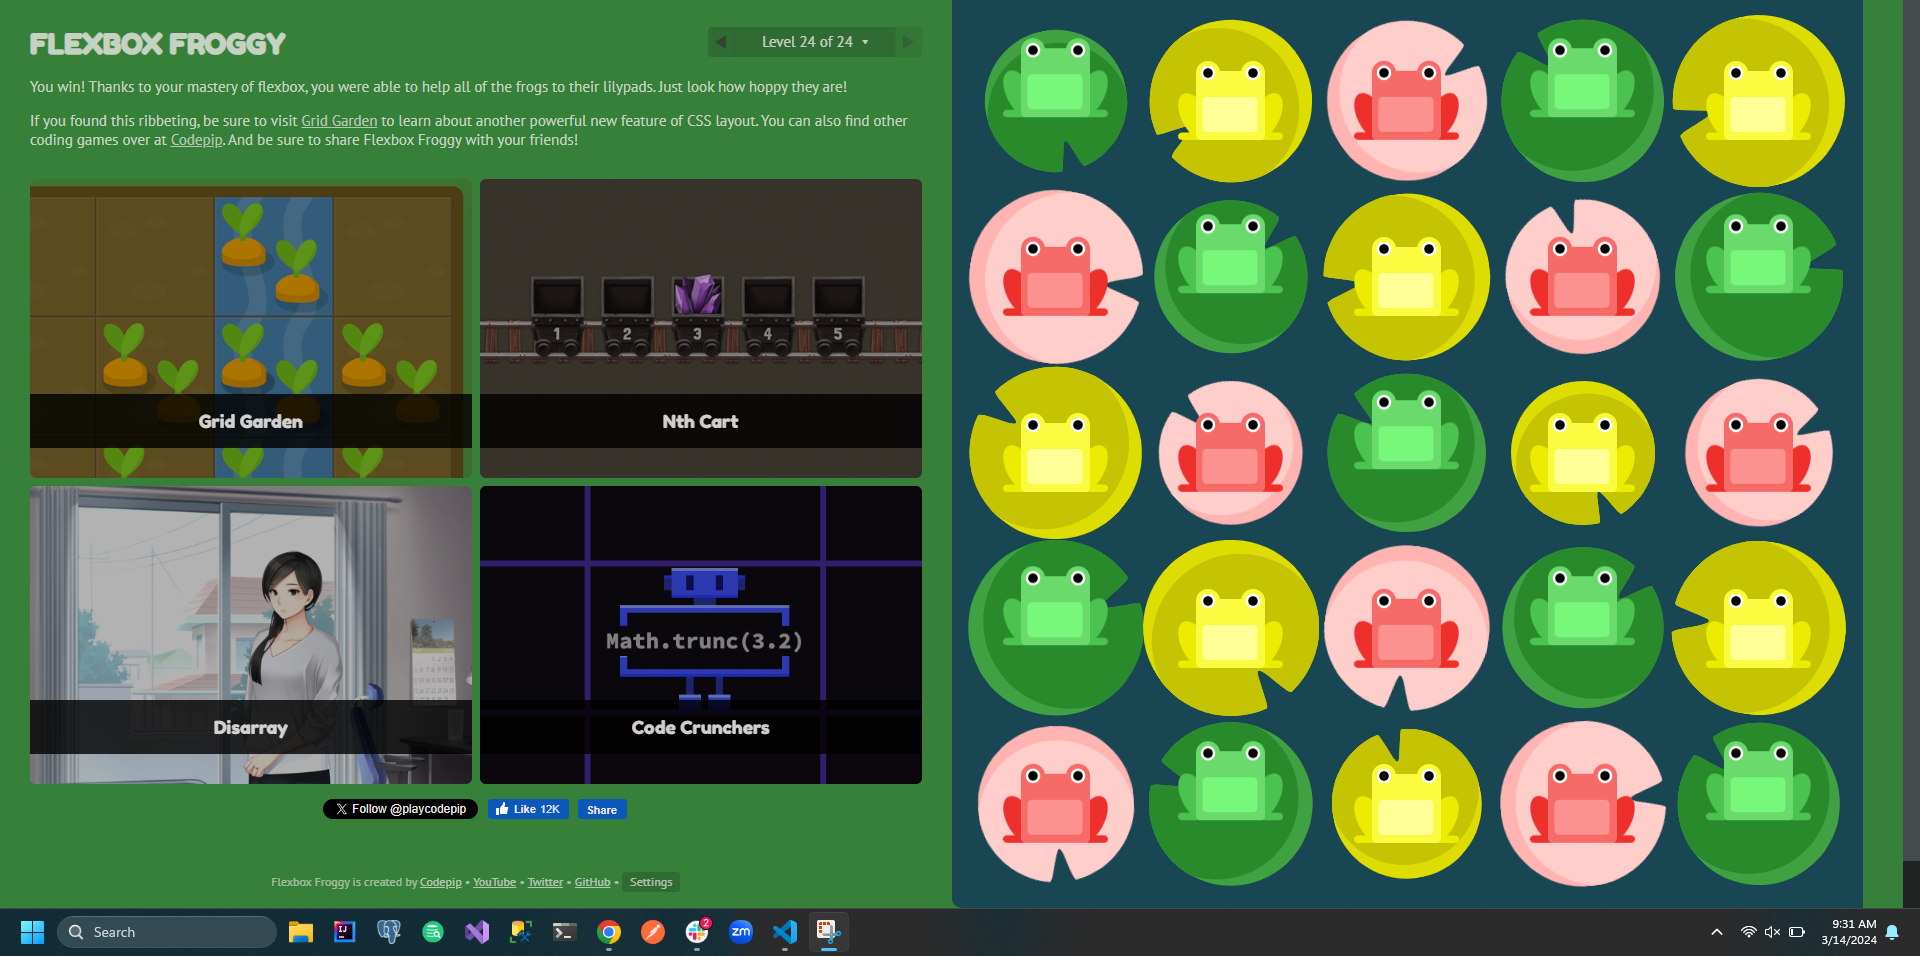 FLEXBOX FROGGY
Level 24 of 24
You win! Thanks to your mastery of flexbox, you were able to help all of the frogs to their lilypads. Just look how hoppy they are!
If you found this ribbeting, be sure to visit Grid Garden to learn about another powerful new feature of CSS layout. You can also find other
coding games over at Codepip. And be sure to share Flexbox Froggy with your friends!
1 2 3 4 5
Grid Garden
Nth Cart
Math.trunc(3.2)
Disarray
Code Crunchers
Follow @playcodepip
Like 12K
Share
Flexbox Froggy is created by Codepip • YouTube • Twitter • GitHub • Settings
Search
IJ
2
zm
9:31 AM
3/14/2024